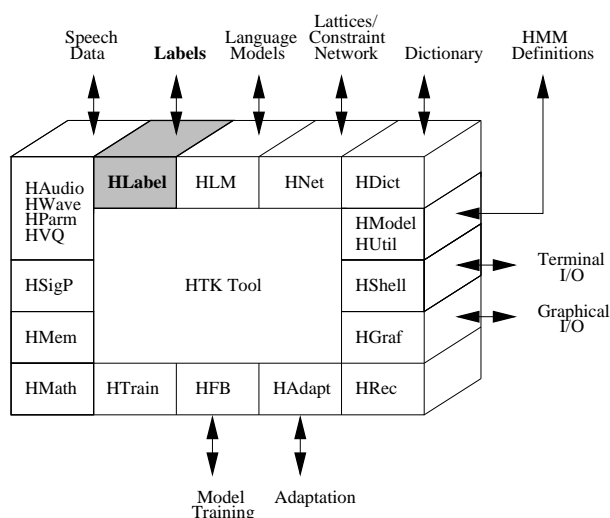 Speech
Data
Labels
Language
Models
Lattices/
Constraint
Network
Dictionary
HMM
Definitions
HAudio
HWave
HParm
HVQ
HLabel
HLM
HNet
HDict
HModel
HUtil
HSigP
HTK Tool
HShell
Terminal
I/O
HMem
HGraf
Graphical
I/O
HMath
HTrain
HFB
HAdapt
HRec
Model
Training
Adaptation